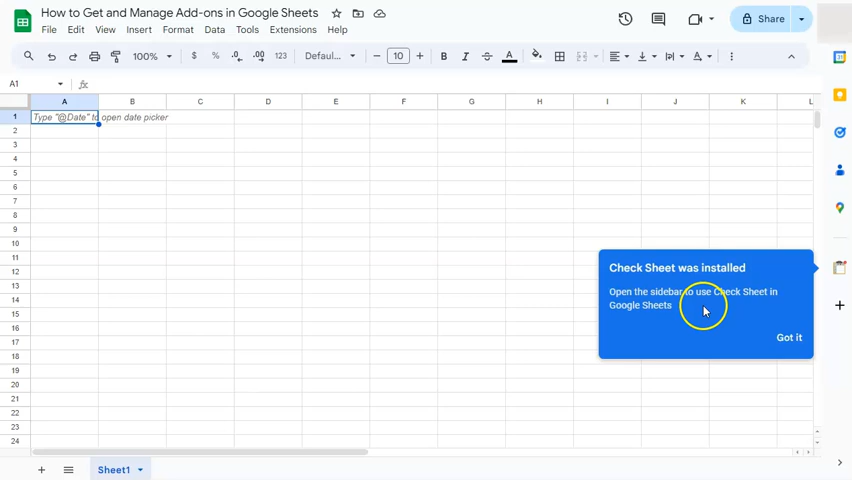 How to Get and Manage Add-ons in Google Sheets
Share
File Edit View Insert Format Data Tools Extensions Help
100% $ % .0 .00 123 Defaul... 10 B I A
A1 fx
A B C D E F G H I J K L
1 Type "@Date" to open date picker
2
3
4
5
6
7
8
9
10
11
12
13
14
15
16
17
18
19
20
21
22
23
24
Check Sheet was installed
Open the sidebar to use Check Sheet in
Google Sheets
Got it
Sheet1